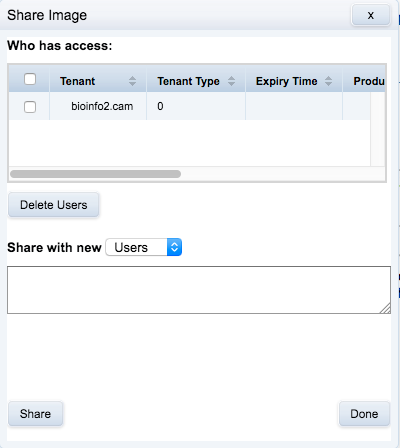 Share Image x
Who has access:
Tenant Tenant Type Expiry Time Produ
bioinfo2.cam 0
Delete Users
Share with new Users
Share Done